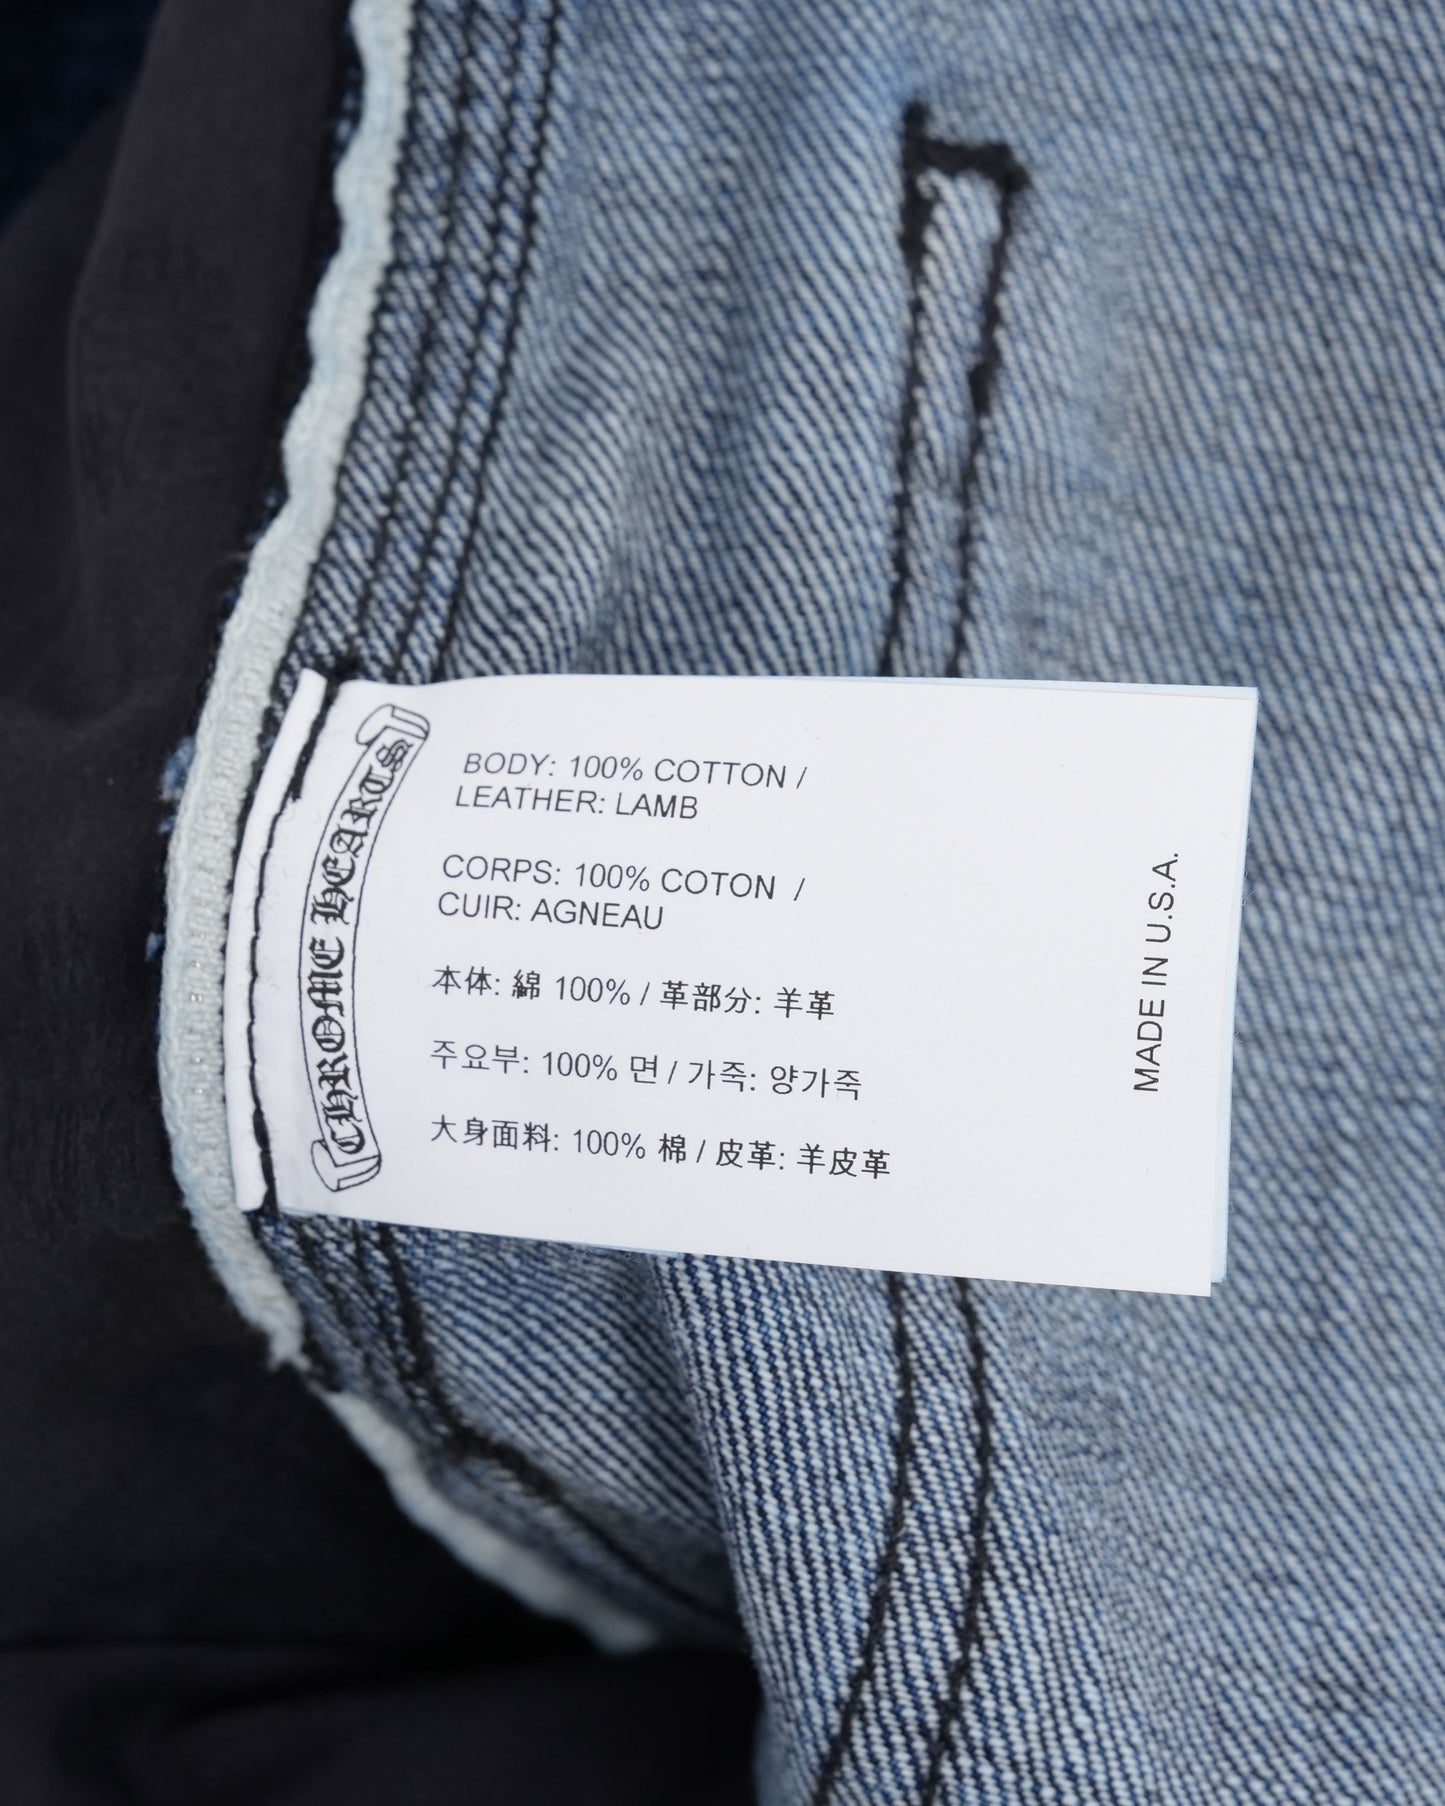 CHROME HEARTS
BODY: 100% COTTON /
LEATHER: LAMB
CORPS: 100% COTON /
CUIR: AGNEAU
本体: 綿 100% / 革部分: 羊革
주요부: 100% 면 / 가죽: 양가죽
大身面料: 100% 棉 / 皮革: 羊皮革
MADE IN U.S.A.